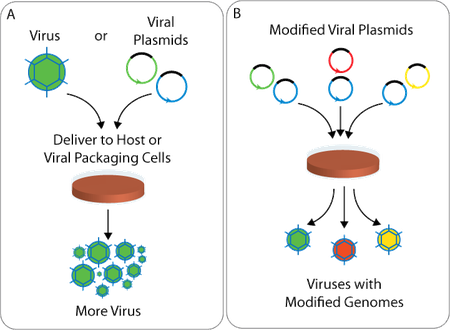 A
Virus
or
Viral
Plasmids
Deliver to Host or
Viral Packaging Cells
More Virus
B
Modified Viral Plasmids
Viruses with
Modified Genomes